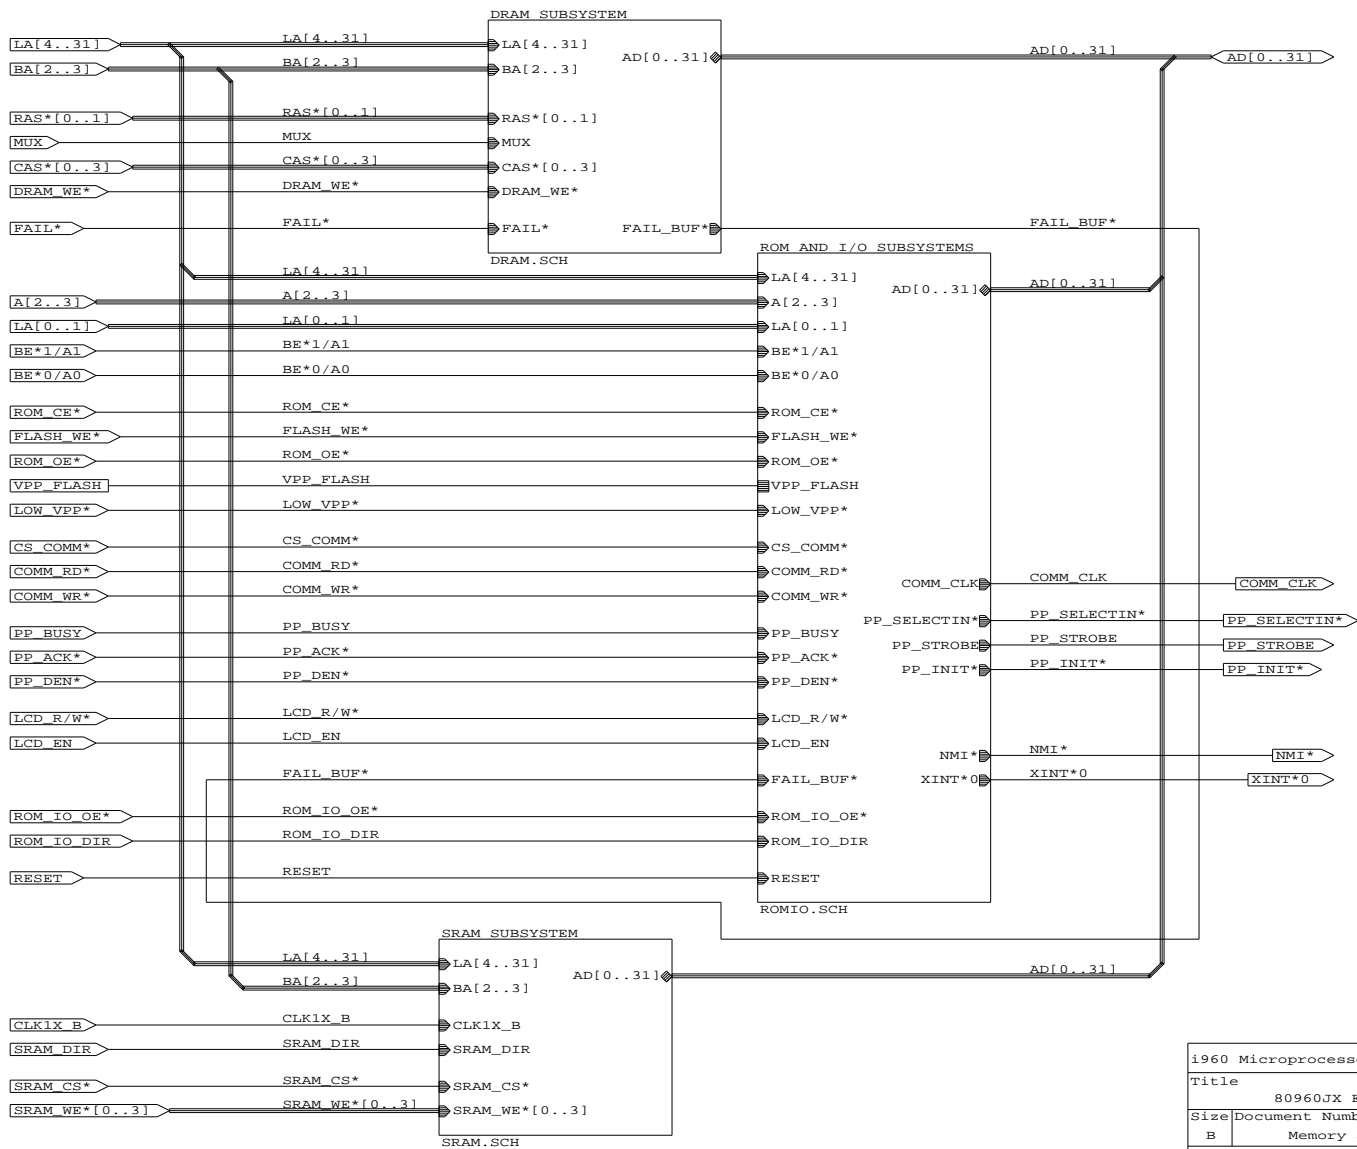 DRAM SUBSYSTEM
LA[4..31] LA[4..31] LA[4..31]
AD[0..31] AD[0..31] AD[0..31]
BA[2..3] BA[2..3] BA[2..3]
RAS*[0..1] RAS*[0..1] RAS*[0..1]
MUX MUX MUX
CAS*[0..3] CAS*[0..3] CAS*[0..3]
DRAM_WE* DRAM_WE* DRAM_WE*
FAIL* FAIL* FAIL* FAIL_BUF* FAIL_BUF*
DRAM.SCH
ROM AND I/O SUBSYSTEMS
LA[4..31] LA[4..31]
AD[0..31] AD[0..31]
A[2..3] A[2..3] A[2..3]
LA[0..1] LA[0..1] LA[0..1]
BE*1/A1 BE*1/A1 BE*1/A1
BE*0/A0 BE*0/A0 BE*0/A0
ROM_CE* ROM_CE* ROM_CE*
FLASH_WE* FLASH_WE* FLASH_WE*
ROM_OE* ROM_OE* ROM_OE*
VPP_FLASH VPP_FLASH VPP_FLASH
LOW_VPP* LOW_VPP* LOW_VPP*
CS_COMM* CS_COMM* CS_COMM*
COMM_RD* COMM_RD* COMM_RD*
COMM_CLK COMM_CLK COMM_CLK
COMM_WR* COMM_WR* COMM_WR*
PP_SELECTIN* PP_SELECTIN* PP_SELECTIN*
PP_BUSY PP_BUSY PP_BUSY
PP_STROBE PP_STROBE PP_STROBE
PP_ACK* PP_ACK* PP_ACK*
PP_INIT* PP_INIT* PP_INIT*
PP_DEN* PP_DEN* PP_DEN*
LCD_R/W* LCD_R/W* LCD_R/W*
LCD_EN LCD_EN LCD_EN
NMI* NMI* NMI*
FAIL_BUF* FAIL_BUF* XINT*0 XINT*0 XINT*0
ROM_IO_OE* ROM_IO_OE* ROM_IO_OE*
ROM_IO_DIR ROM_IO_DIR ROM_IO_DIR
RESET RESET RESET
ROMIO.SCH
SRAM SUBSYSTEM
LA[4..31] LA[4..31]
AD[0..31] AD[0..31]
BA[2..3] BA[2..3]
CLK1X_B CLK1X_B CLK1X_B
SRAM_DIR SRAM_DIR SRAM_DIR
SRAM_CS* SRAM_CS* SRAM_CS*
SRAM_WE*[0..3] SRAM_WE*[0..3] SRAM_WE*[0..3]
SRAM.SCH
i960 Microprocess
Title
80960JX
Size Document Numb
B Memory